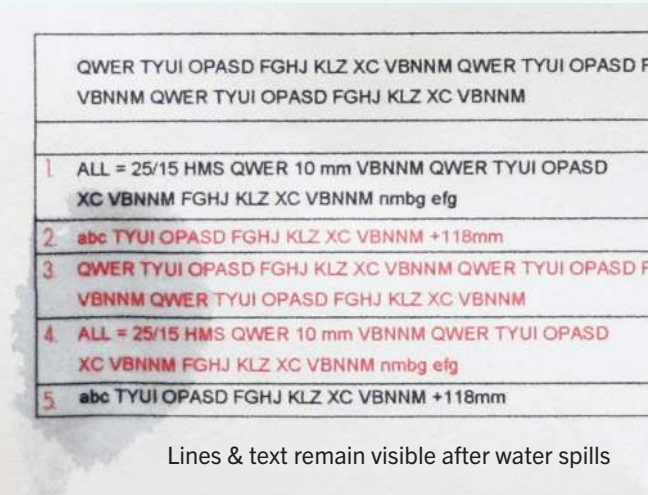 QWER TYUI OPASD FGHJ KLZ XC VBNNM QWER TYUI OPASD F
VBNNM QWER TYUI OPASD FGHJ KLZ XC VBNNM
1. ALL = 25/15 HMS QWER 10 mm VBNNM QWER TYUI OPASD
XC VBNNM FGHJ KLZ XC VBNNM nmbg efg
2. abc TYUI OPASD FGHJ KLZ XC VBNNM +118mm
3. QWER TYUI OPASD FGHJ KLZ XC VBNNM QWER TYUI OPASD F
VBNNM QWER TYUI OPASD FGHJ KLZ XC VBNNM
4. ALL = 25/15 HMS QWER 10 mm VBNNM QWER TYUI OPASD
XC VBNNM FGHJ KLZ XC VBNNM nmbg efg
5. abc TYUI OPASD FGHJ KLZ XC VBNNM +118mm
Lines & text remain visible after water spills